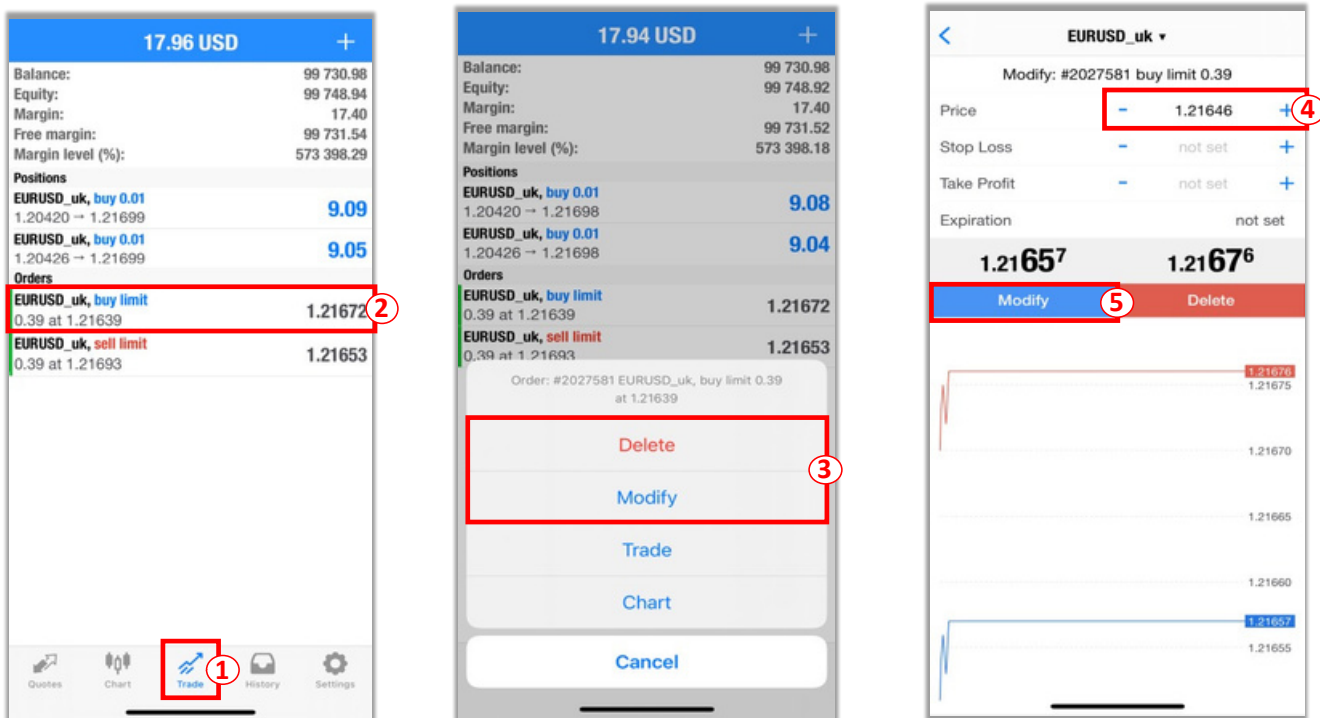 17.96 USD +
Balance: 99 730.98
Equity: 99 748.94
Margin: 17.40
Free margin: 99 731.54
Margin level (%): 573 398.29
Positions
EURUSD_uk, buy 0.01 9.09
1.20420 → 1.21699
EURUSD_uk, buy 0.01 9.05
1.20426 → 1.21699
Orders
EURUSD_uk, buy limit 1.21672 2
0.39 at 1.21639
EURUSD_uk, sell limit 1.21653
0.39 at 1.21693
1
Quotes Chart Trade History Settings
17.94 USD +
Balance: 99 730.98
Equity: 99 748.92
Margin: 17.40
Free margin: 99 731.52
Margin level (%): 573 398.18
Positions
EURUSD_uk, buy 0.01 9.08
1.20420 → 1.21698
EURUSD_uk, buy 0.01 9.04
1.20426 → 1.21698
Orders
EURUSD_uk, buy limit 1.21672
0.39 at 1.21639
EURUSD_uk, sell limit 1.21653
0.39 at 1.21693
Order: #2027581 EURUSD_uk, buy limit 0.39
at 1.21639
Delete
3
Modify
Trade
Chart
Cancel
EURUSD_uk
Modify: #2027581 buy limit 0.39
Price - 1.21646 + 4
Stop Loss - not set +
Take Profit - not set +
Expiration not set
1.21657 1.21676
Modify 5 Delete
1.21676
1.21675
1.21670
1.21665
1.21660
1.21657
1.21655